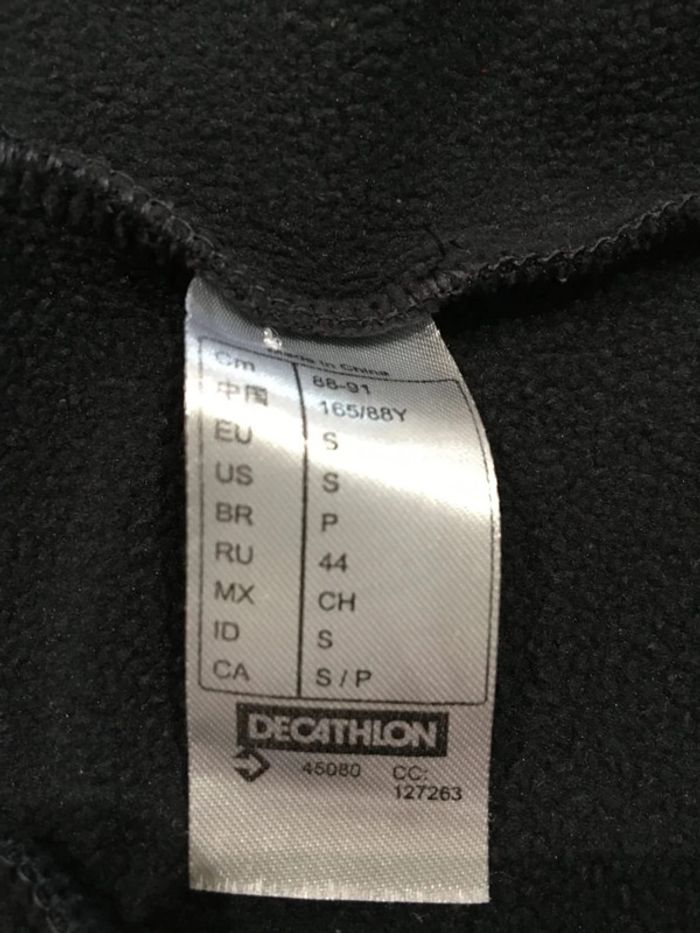 Made in China
Cm 88-91
中国 165/88Y
EU S
US S
BR P
RU 44
MX CH
ID S
CA S / P
DECATHLON
45080 CC:
127263